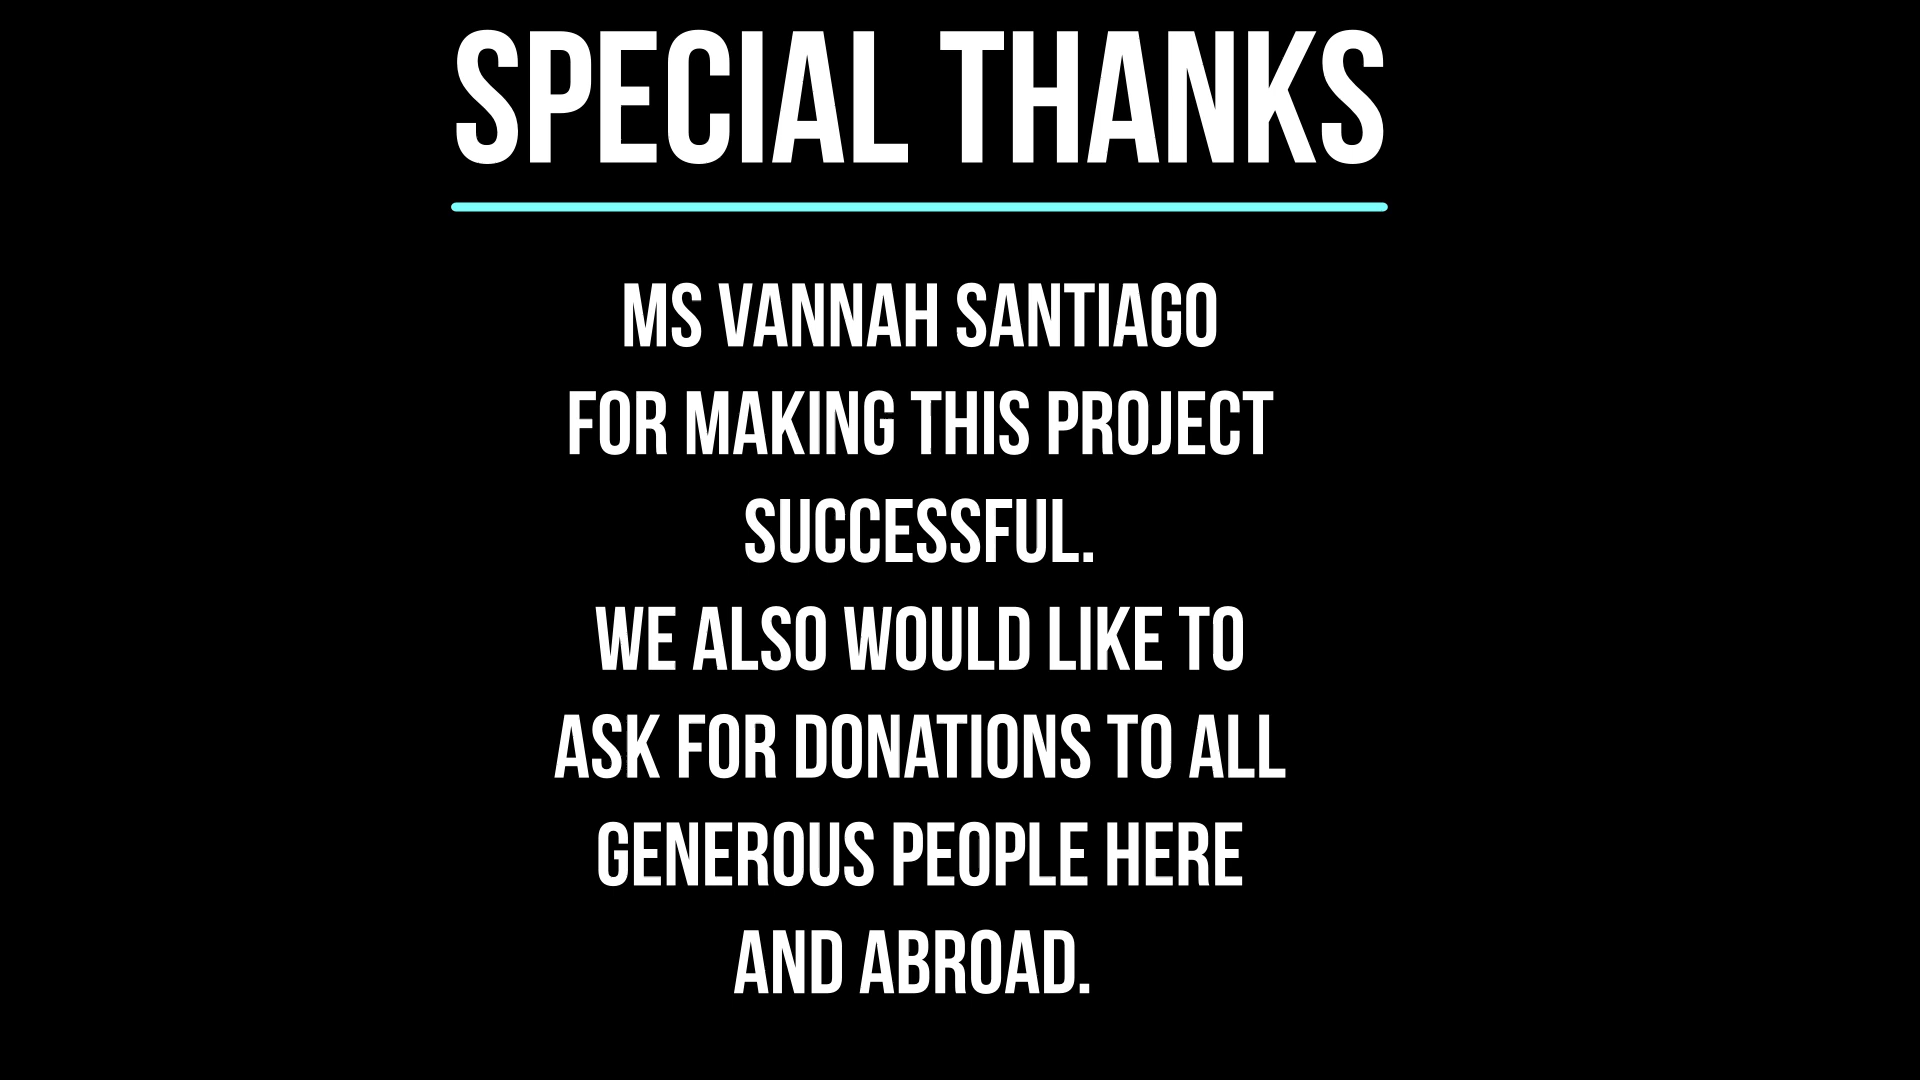 SPECIAL THANKS
MS VANNAH SANTIAGO
FOR MAKING THIS PROJECT
SUCCESSFUL.
WE ALSO WOULD LIKE TO
ASK FOR DONATIONS TO ALL
GENEROUS PEOPLE HERE
AND ABROAD.